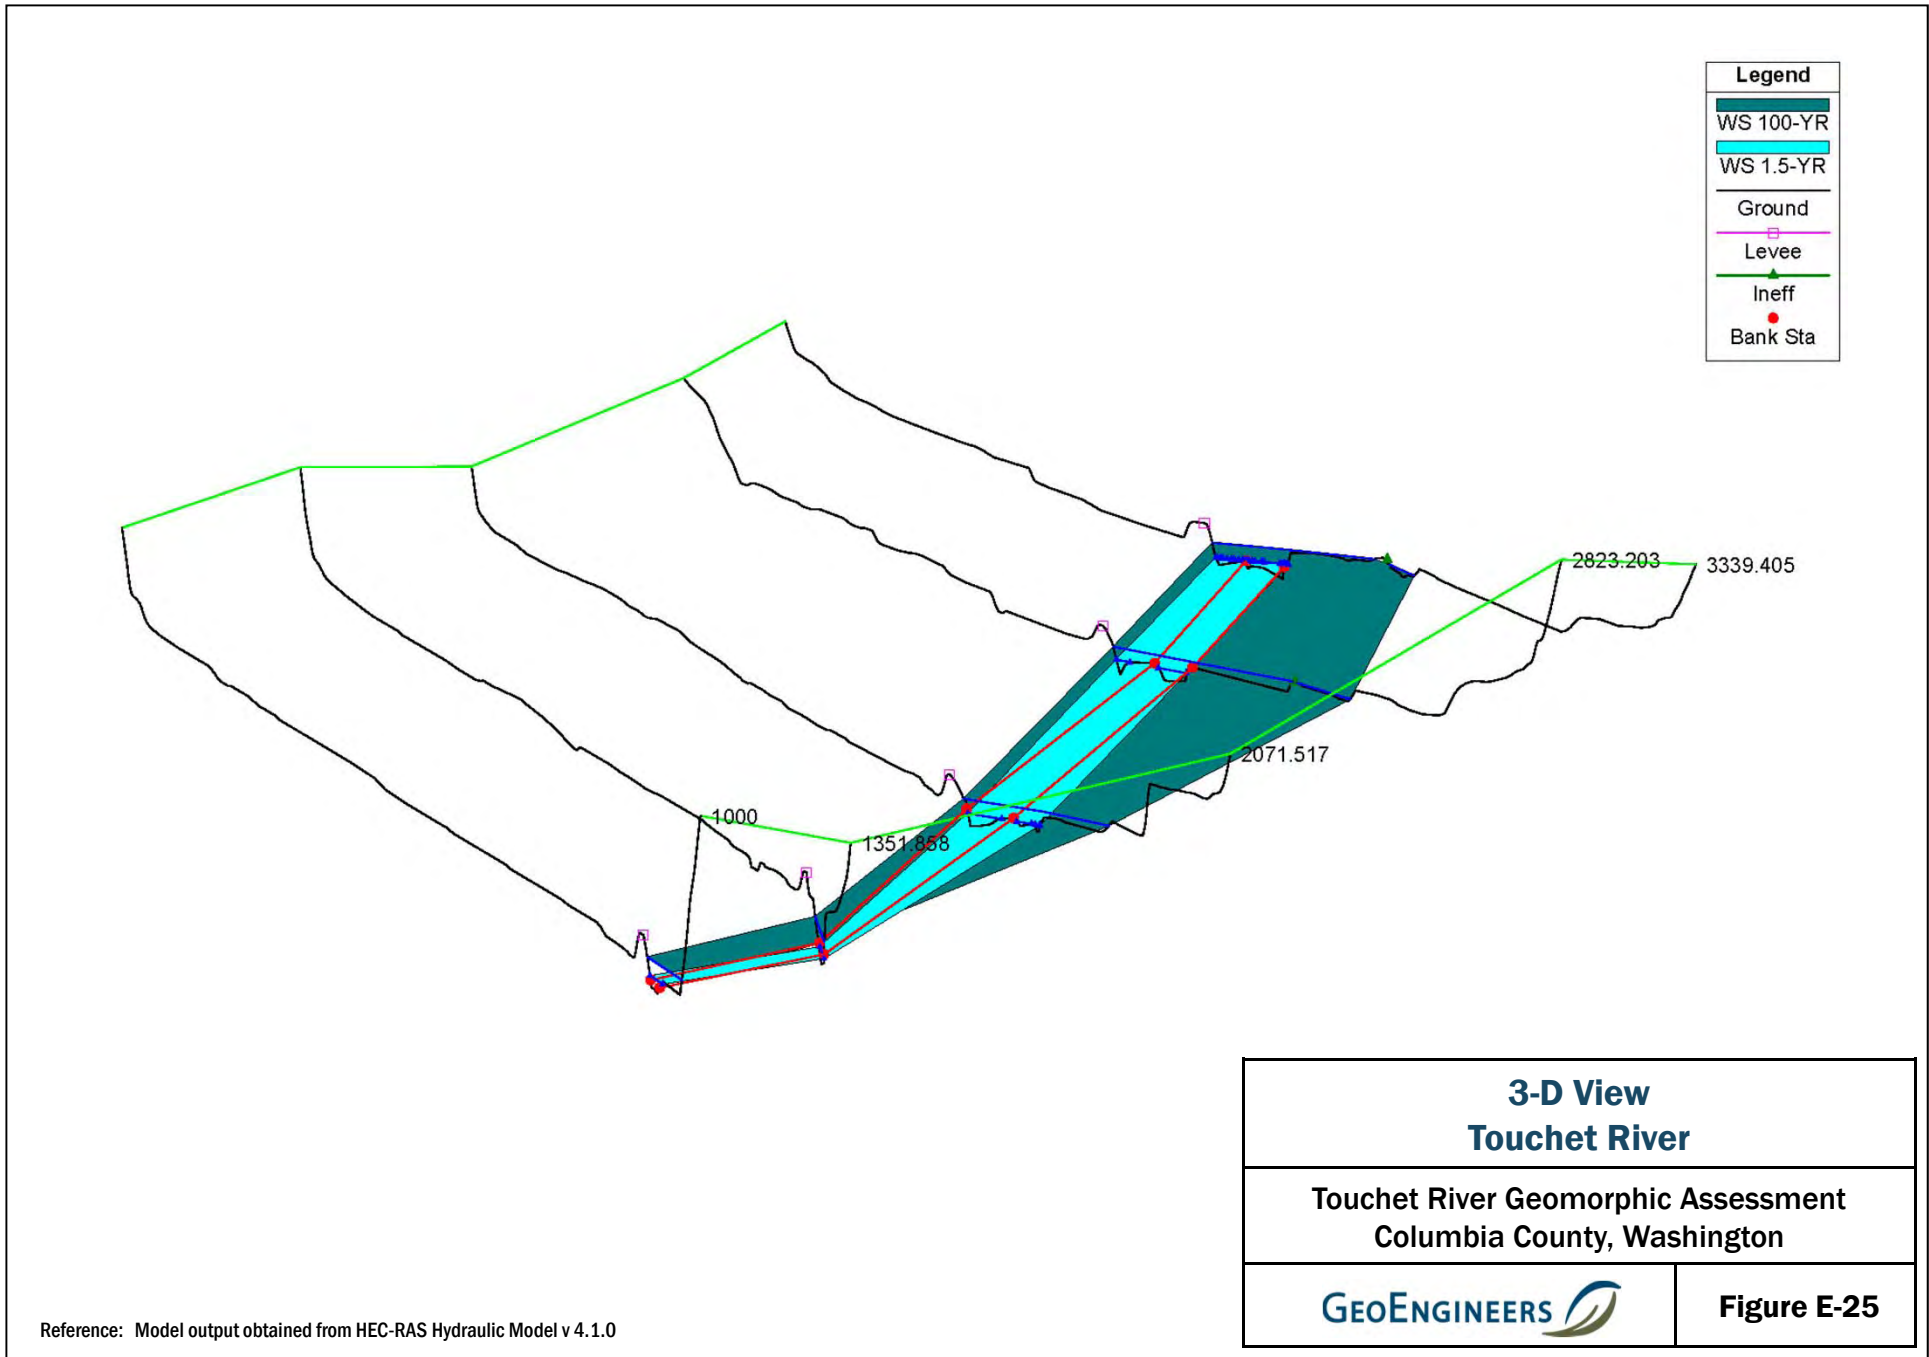 Legend
WS 100-YR
WS 1.5-YR
Ground
Levee
Ineff
Bank Sta
2823.203
3339.405
2071.517
1000
1351.858
3-D View
Touchet River
Touchet River Geomorphic Assessment
Columbia County, Washington
GEOENGINEERS
Figure E-25
Reference: Model output obtained from HEC-RAS Hydraulic Model v 4.1.0